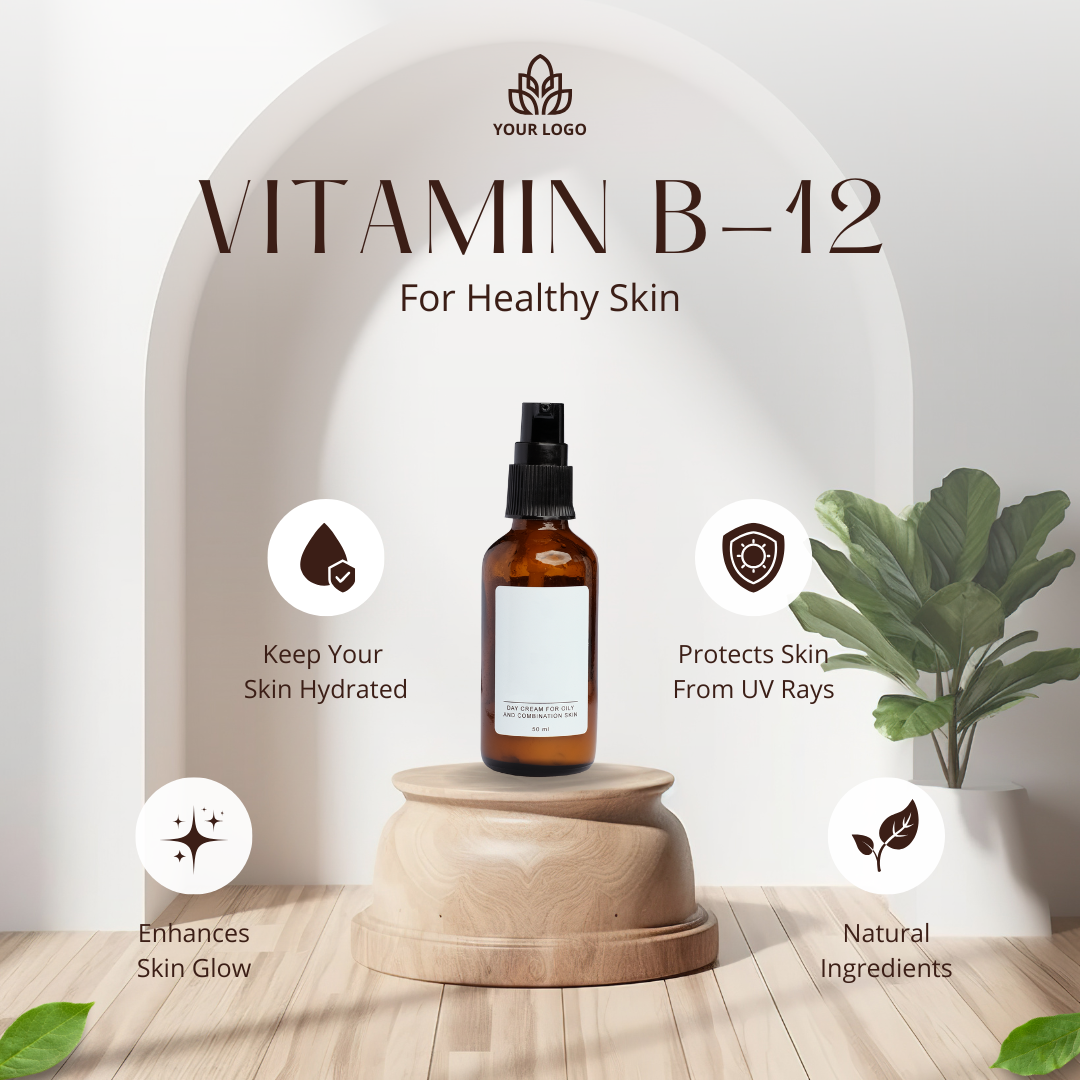 YOUR LOGO
VITAMIN B-12
For Healthy Skin
Keep Your
Skin Hydrated
Protects Skin
From UV Rays
DAY CREAM FOR OILY
AND COMBINATION SKIN
50 ml
Enhances
Skin Glow
Natural
Ingredients